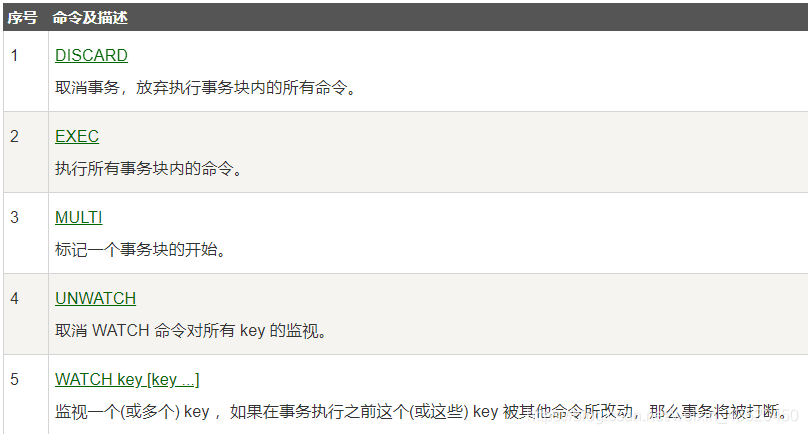 序号 命令及描述
1 DISCARD
取消事务，放弃执行事务块内的所有命令。
2 EXEC
执行所有事务块内的命令。
3 MULTI
标记一个事务块的开始。
4 UNWATCH
取消 WATCH 命令对所有 key 的监视。
5 WATCH key [key ...]
监视一个(或多个) key ，如果在事务执行之前这个(或这些) key 被其他命令所改动，那么事务将被打断。